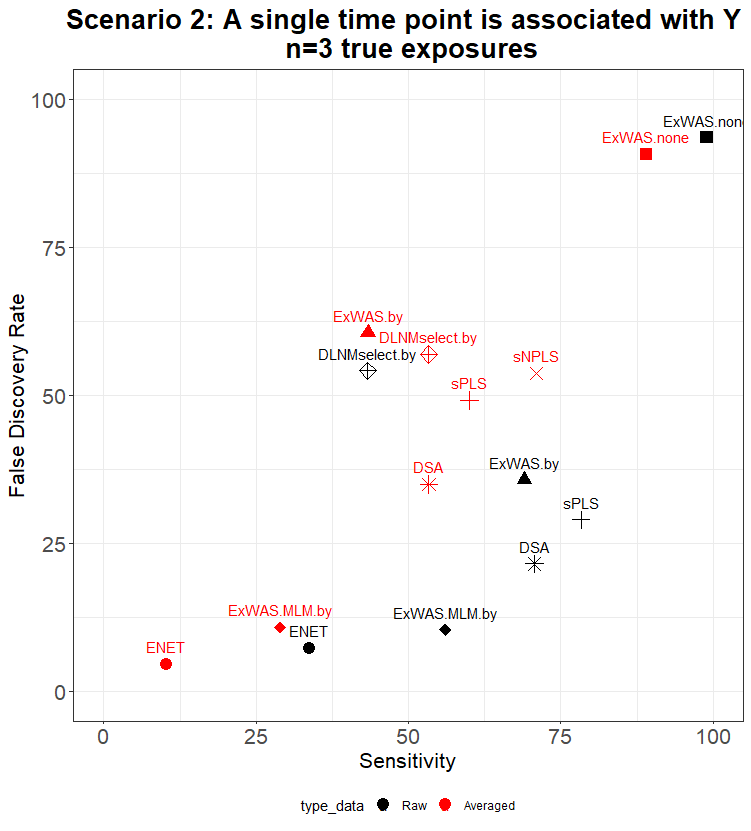 Scenario 2: A single time point is associated with Y
n=3 true exposures
100
ExWAS.non
ExWAS.none
75
ExWAS.by
DLNMselect.by
DLNMselect.by
sNPLS
50
sPLS
DSA
ExWAS.by
sPLS
25
DSA
ExWAS.MLM.by
ExWAS.MLM.by
ENET
ENET
0
False Discovery Rate
0 25 50 75 100
Sensitivity
type_data Raw Averaged